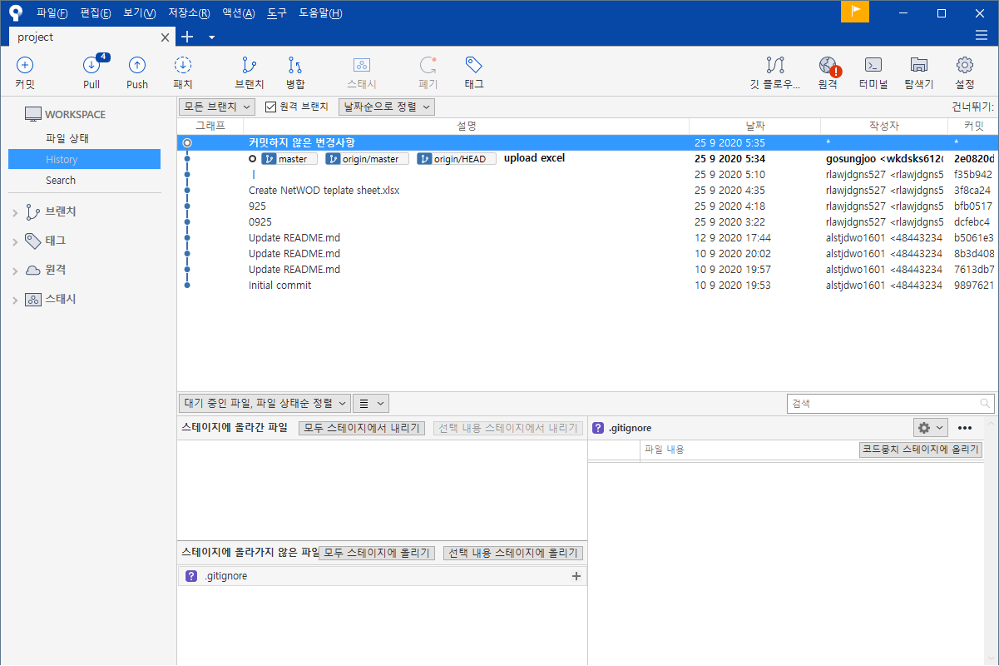 파일(F) 편집(E) 보기(V) 저장소(R) 액션(A) 도구 도움말(H)
project
4
커밋 Pull Push 패치 브랜치 병합 스태시 폐기 태그 깃 플로우... 원격 터미널 탐색기 설정
WORKSPACE
파일 상태
History
Search
브랜치
태그
원격
스태시
모든 브랜치 원격 브랜치 날짜순으로 정렬 건너뛰기:
그래프 설명 날짜 작성자 커밋
커밋하지 않은 변경사항 25 9 2020 5:35 * *
master origin/master origin/HEAD upload excel 25 9 2020 5:34 gosungjoo <wkdsks612 2e0820d
| 25 9 2020 5:10 rlawjdgns527 <rlawjdgns5 f35b942
Create NetWOD teplate sheet.xlsx 25 9 2020 4:35 rlawjdgns527 <rlawjdgns5 3f8ca24
925 25 9 2020 4:18 rlawjdgns527 <rlawjdgns5 bfb0517
0925 25 9 2020 3:22 rlawjdgns527 <rlawjdgns5 dcfebc4
Update README.md 12 9 2020 17:44 alstjdwo1601 <48443234 b5061e3
Update README.md 10 9 2020 20:02 alstjdwo1601 <48443234 8b3d408
Update README.md 10 9 2020 19:57 alstjdwo1601 <48443234 7613db7
Initial commit 10 9 2020 19:53 alstjdwo1601 <48443234 9897621
대기 중인 파일, 파일 상태순 정렬 검색
스테이지에 올라간 파일 모두 스테이지에서 내리기 선택 내용 스테이지에서 내리기
.gitignore
파일 내용 코드뭉치 스테이지에 올리기
스테이지에 올라가지 않은 파일 모두 스테이지에 올리기 선택 내용 스테이지에 올리기
.gitignore